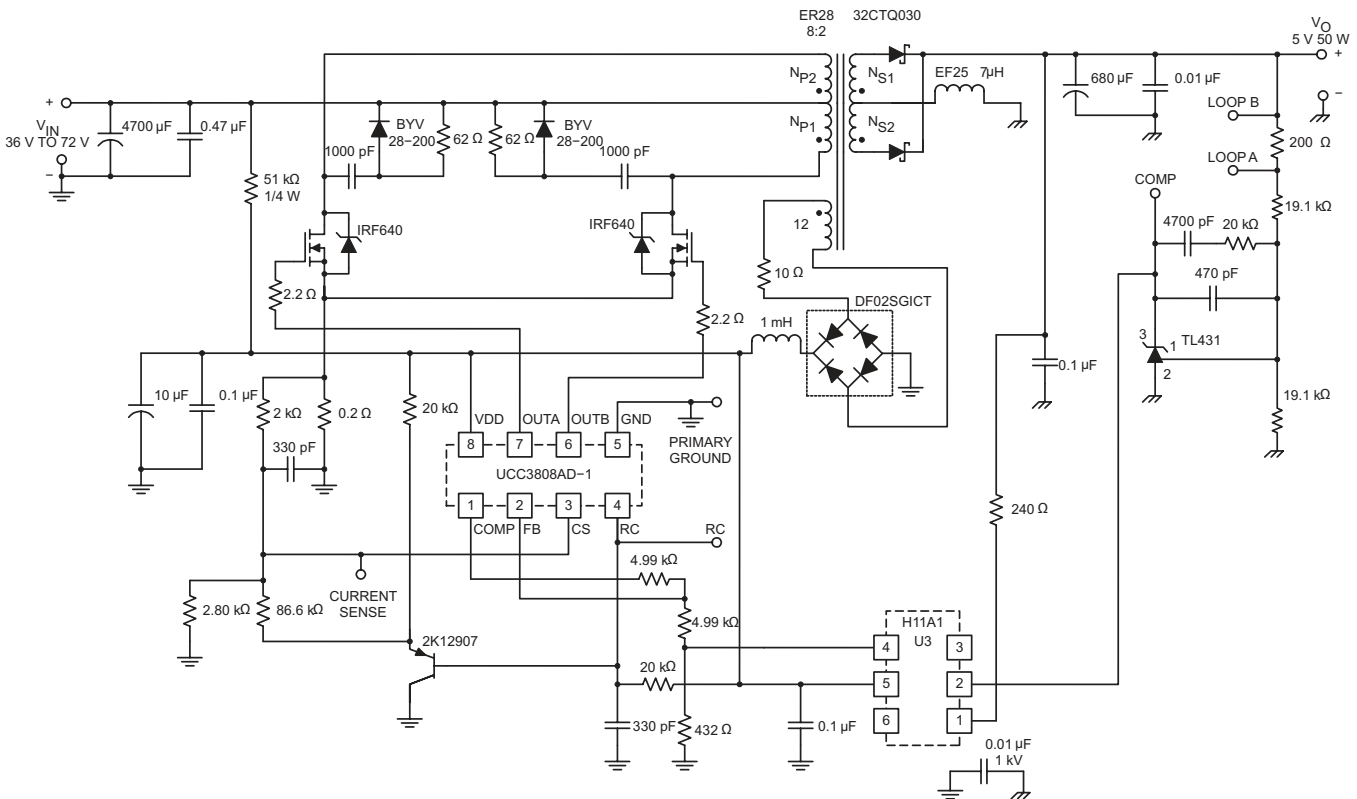 ER28
8:2
32CTQ030
VO
5 V 50 W
+
−
NP2
NS1
EF25 7μH
680 μF
0.01 μF
LOOP B
200 Ω
LOOP A
+
VIN
36 V TO 72 V
−
4700 μF
0.47 μF
BYV
28−200
62 Ω
62 Ω
BYV
28−200
1000 pF
1000 pF
NP1
NS2
51 kΩ
1/4 W
COMP
19.1 kΩ
4700 pF
20 kΩ
IRF640
IRF640
12
10 Ω
470 pF
2.2 Ω
2.2 Ω
DF02SGICT
1 mH
3
1
TL431
2
0.1 μF
10 μF
0.1 μF
2 kΩ
0.2 Ω
20 kΩ
19.1 kΩ
VDD
OUTA
OUTB
GND
8
7
6
5
PRIMARY
GROUND
330 pF
UCC3808AD−1
1
2
3
4
COMP
FB
CS
RC
RC
240 Ω
4.99 kΩ
CURRENT
SENSE
2.80 kΩ
86.6 kΩ
4.99 kΩ
H11A1
U3
2K12907
4
3
20 kΩ
5
2
6
1
330 pF
432 Ω
0.1 μF
0.01 μF
1 kV